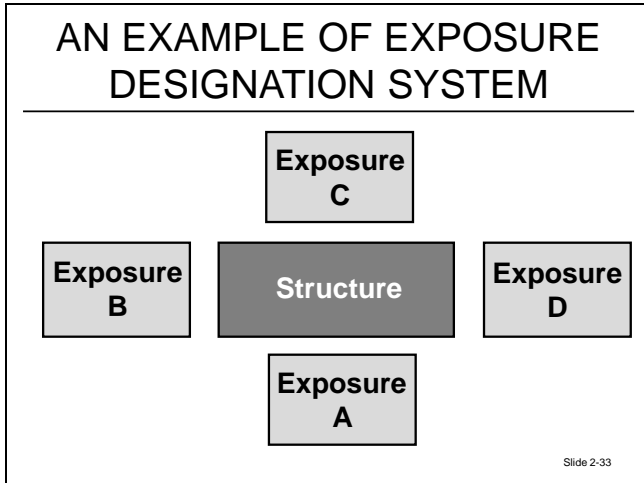 AN EXAMPLE OF EXPOSURE
DESIGNATION SYSTEM
Exposure
C
Exposure
B
Structure
Exposure
D
Exposure
A
Slide 2-33